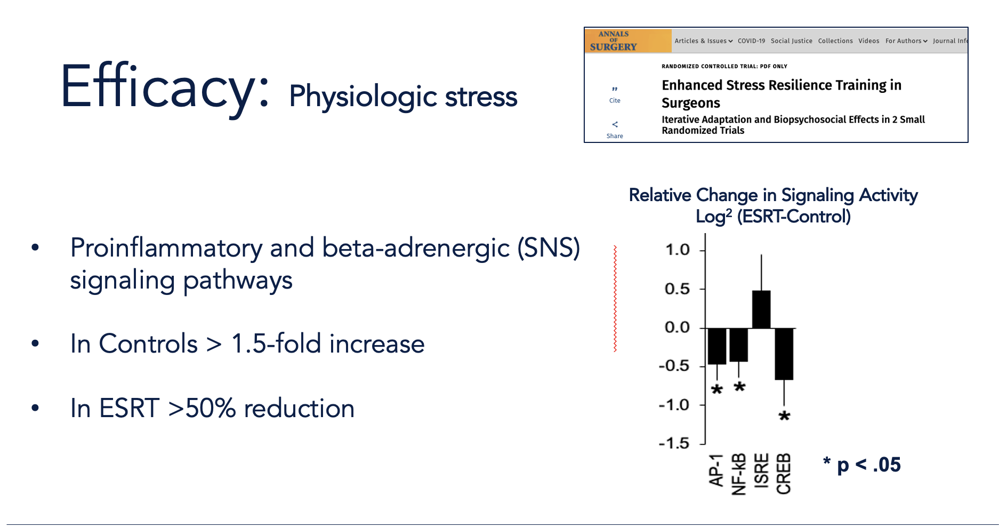 Efficacy: Physiologic stress
ANNALS
OF
SURGERY
Articles & Issues COVID-19 Social Justice Collections Videos For Authors Journal Info
RANDOMIZED CONTROLLED TRIAL: PDF ONLY
Enhanced Stress Resilience Training in
Surgeons
Iterative Adaptation and Biopsychosocial Effects in 2 Small
Randomized Trials
” Cite
Share
• Proinflammatory and beta-adrenergic (SNS)
signaling pathways
• In Controls > 1.5-fold increase
• In ESRT >50% reduction
Relative Change in Signaling Activity
Log² (ESRT-Control)
1.0
0.5
0.0
-0.5
-1.0
-1.5
* * *
AP-1
NF-kB
ISRE
CREB
* p < .05